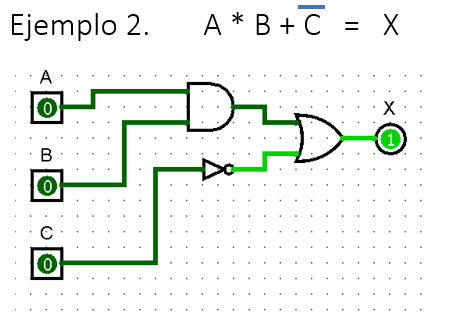 Ejemplo 2. A * B + C̅ = X
A
0
X
1
B
0
C
0